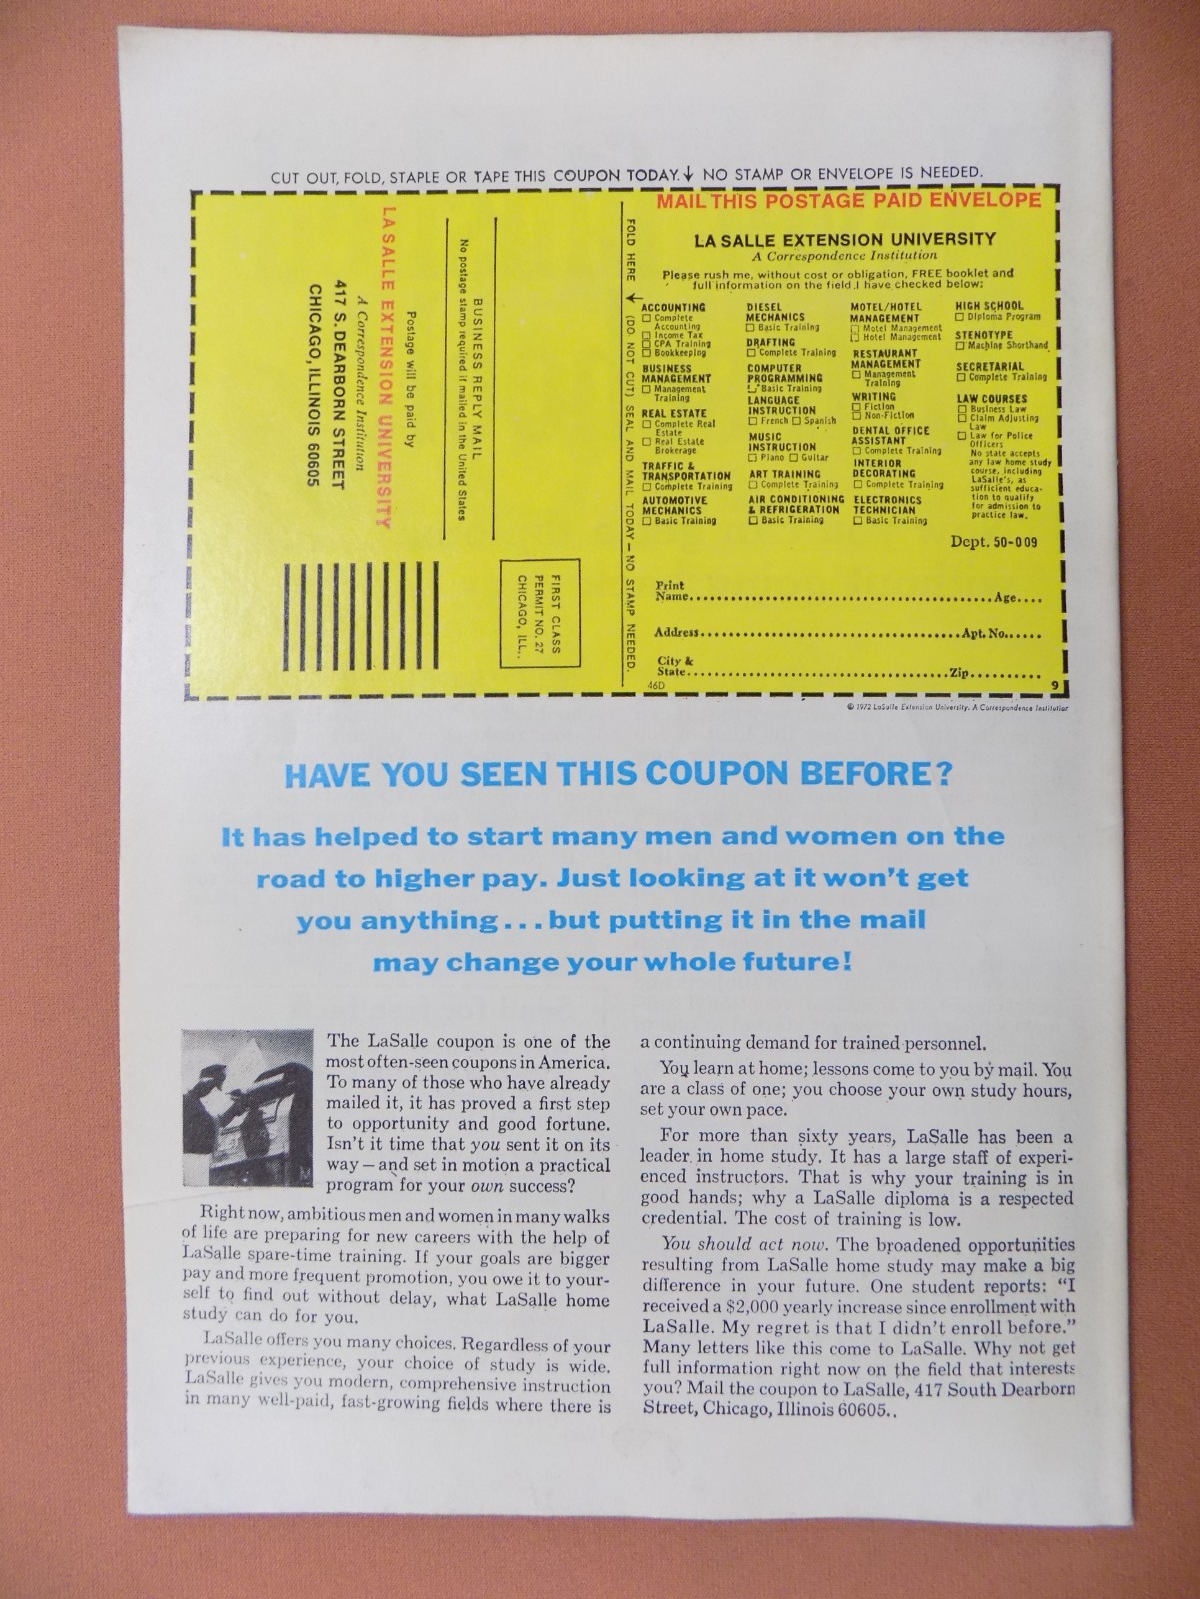 CUT OUT, FOLD, STAPLE OR TAPE THIS COUPON TODAY.↓ NO STAMP OR ENVELOPE IS NEEDED.
FIRST CLASS
PERMIT NO. 27
CHICAGO, ILL..
BUSINESS REPLY MAIL
No postage stamp required if mailed in the United States
Postage will be paid by
LA SALLE EXTENSION UNIVERSITY
A Correspondence Institution
417 S. DEARBORN STREET
CHICAGO, ILLINOIS 60605
FOLD HERE ↓ (DO NOT CUT) SEAL AND MAIL TODAY—NO STAMP NEEDED.
MAIL THIS POSTAGE PAID ENVELOPE
LA SALLE EXTENSION UNIVERSITY
A Correspondence Institution
Please rush me, without cost or obligation, FREE booklet and
full information on the field I have checked below:
ACCOUNTING
☐ Complete
Accounting
☐ Income Tax
☐ CPA Training
☐ Bookkeeping
BUSINESS
MANAGEMENT
☐ Management
Training
REAL ESTATE
☐ Complete Real
Estate
☐ Real Estate
Brokerage
TRAFFIC &
TRANSPORTATION
☐ Complete Training
AUTOMOTIVE
MECHANICS
☐ Basic Training
DIESEL
MECHANICS
☐ Basic Training
DRAFTING
☐ Complete Training
COMPUTER
PROGRAMMING
☐ Basic Training
LANGUAGE
INSTRUCTION
☐ French ☐ Spanish
MUSIC
INSTRUCTION
☐ Piano ☐ Guitar
ART TRAINING
☐ Complete Training
AIR CONDITIONING
& REFRIGERATION
☐ Basic Training
MOTEL/HOTEL
MANAGEMENT
☐ Motel Management
☐ Hotel Management
RESTAURANT
MANAGEMENT
☐ Management
Training
WRITING
☐ Fiction
☐ Non-Fiction
DENTAL OFFICE
ASSISTANT
☐ Complete Training
INTERIOR
DECORATING
☐ Complete Training
ELECTRONICS
TECHNICIAN
☐ Basic Training
HIGH SCHOOL
☐ Diploma Program
STENOTYPE
☐ Machine Shorthand
SECRETARIAL
☐ Complete Training
LAW COURSES
☐ Business Law
☐ Claim Adjusting
Law
☐ Law for Police
Officers
No state accepts
any law home study
course, including
LaSalle's, as
sufficient educa-
tion to qualify
for admission to
practice law.
Dept. 50-009
Print
Name........................................Age....
Address........................................Apt. No......
City &
State........................................Zip..........
46D 9
© 1972 LaSalle Extension University. A Correspondence Institution
HAVE YOU SEEN THIS COUPON BEFORE?
It has helped to start many men and women on the
road to higher pay. Just looking at it won't get
you anything...but putting it in the mail
may change your whole future!
The LaSalle coupon is one of the
most often-seen coupons in America.
To many of those who have already
mailed it, it has proved a first step
to opportunity and good fortune.
Isn't it time that you sent it on its
way—and set in motion a practical
program for your own success?
Right now, ambitious men and women in many walks
of life are preparing for new careers with the help of
LaSalle spare-time training. If your goals are bigger
pay and more frequent promotion, you owe it to your-
self to find out without delay, what LaSalle home
study can do for you.
LaSalle offers you many choices. Regardless of your
previous experience, your choice of study is wide.
LaSalle gives you modern, comprehensive instruction
in many well-paid, fast-growing fields where there is
a continuing demand for trained personnel.
You learn at home; lessons come to you by mail. You
are a class of one; you choose your own study hours,
set your own pace.
For more than sixty years, LaSalle has been a
leader in home study. It has a large staff of experi-
enced instructors. That is why your training is in
good hands; why a LaSalle diploma is a respected
credential. The cost of training is low.
You should act now. The broadened opportunities
resulting from LaSalle home study may make a big
difference in your future. One student reports: "I
received a $2,000 yearly increase since enrollment with
LaSalle. My regret is that I didn't enroll before."
Many letters like this come to LaSalle. Why not get
full information right now on the field that interests
you? Mail the coupon to LaSalle, 417 South Dearborn
Street, Chicago, Illinois 60605..